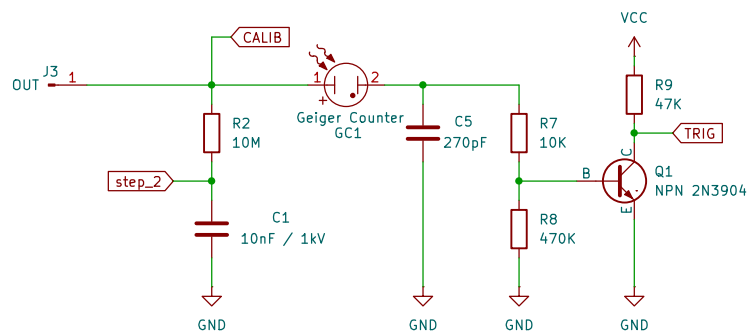 VCC
CALIB
J3
OUT
1
1
2
+
Geiger Counter
GC1
R9
47K
R2
10M
C5
270pF
R7
10K
TRIG
C
step_2
B
Q1
NPN 2N3904
E
C1
10nF / 1kV
R8
470K
GND
GND
GND
GND